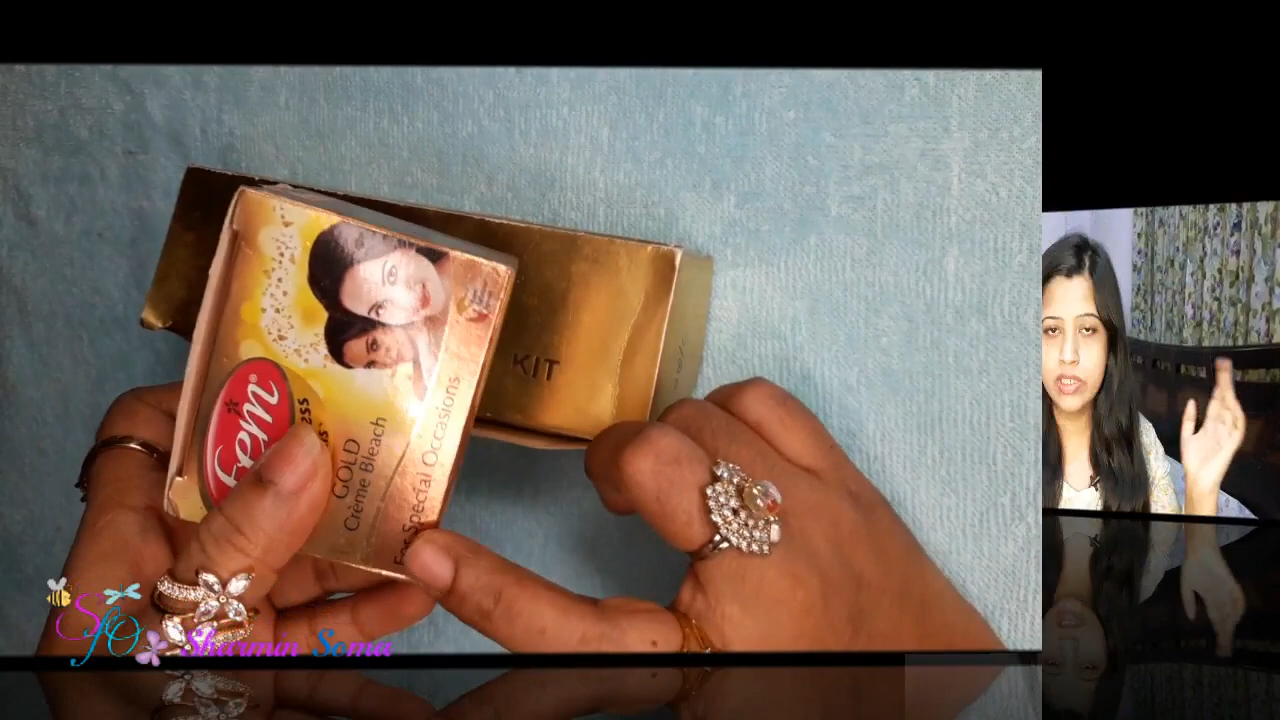 fem®
GOLD
Crème Bleach
For Special Occasions
KIT
Sharmin Soma